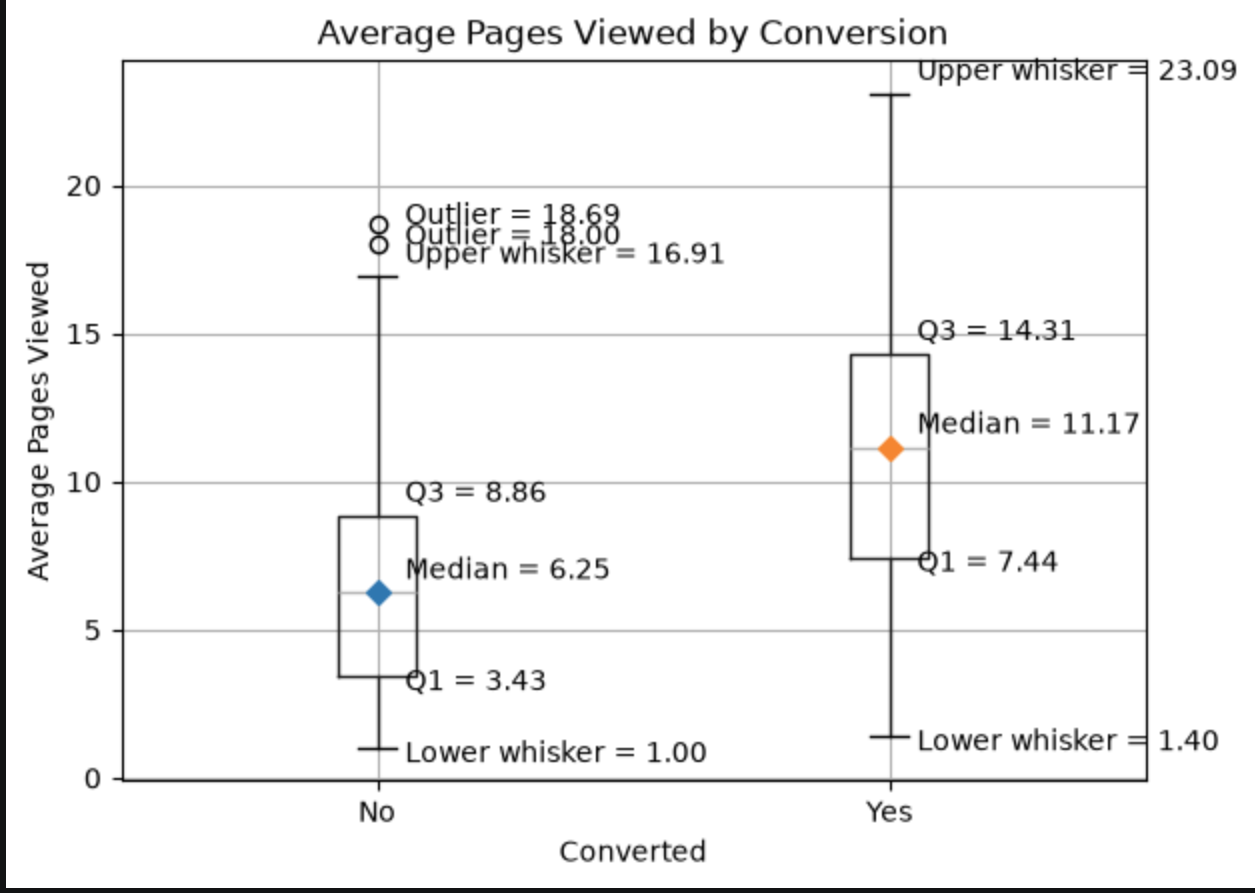 Average Pages Viewed by Conversion
Upper whisker = 23.09
20
Outlier = 18.69
Outlier = 18.00
Upper whisker = 16.91
15
Q3 = 14.31
Median = 11.17
10
Q3 = 8.86
Median = 6.25
Q1 = 7.44
5
Q1 = 3.43
Lower whisker = 1.00
Lower whisker = 1.40
0
Average Pages Viewed
No
Yes
Converted